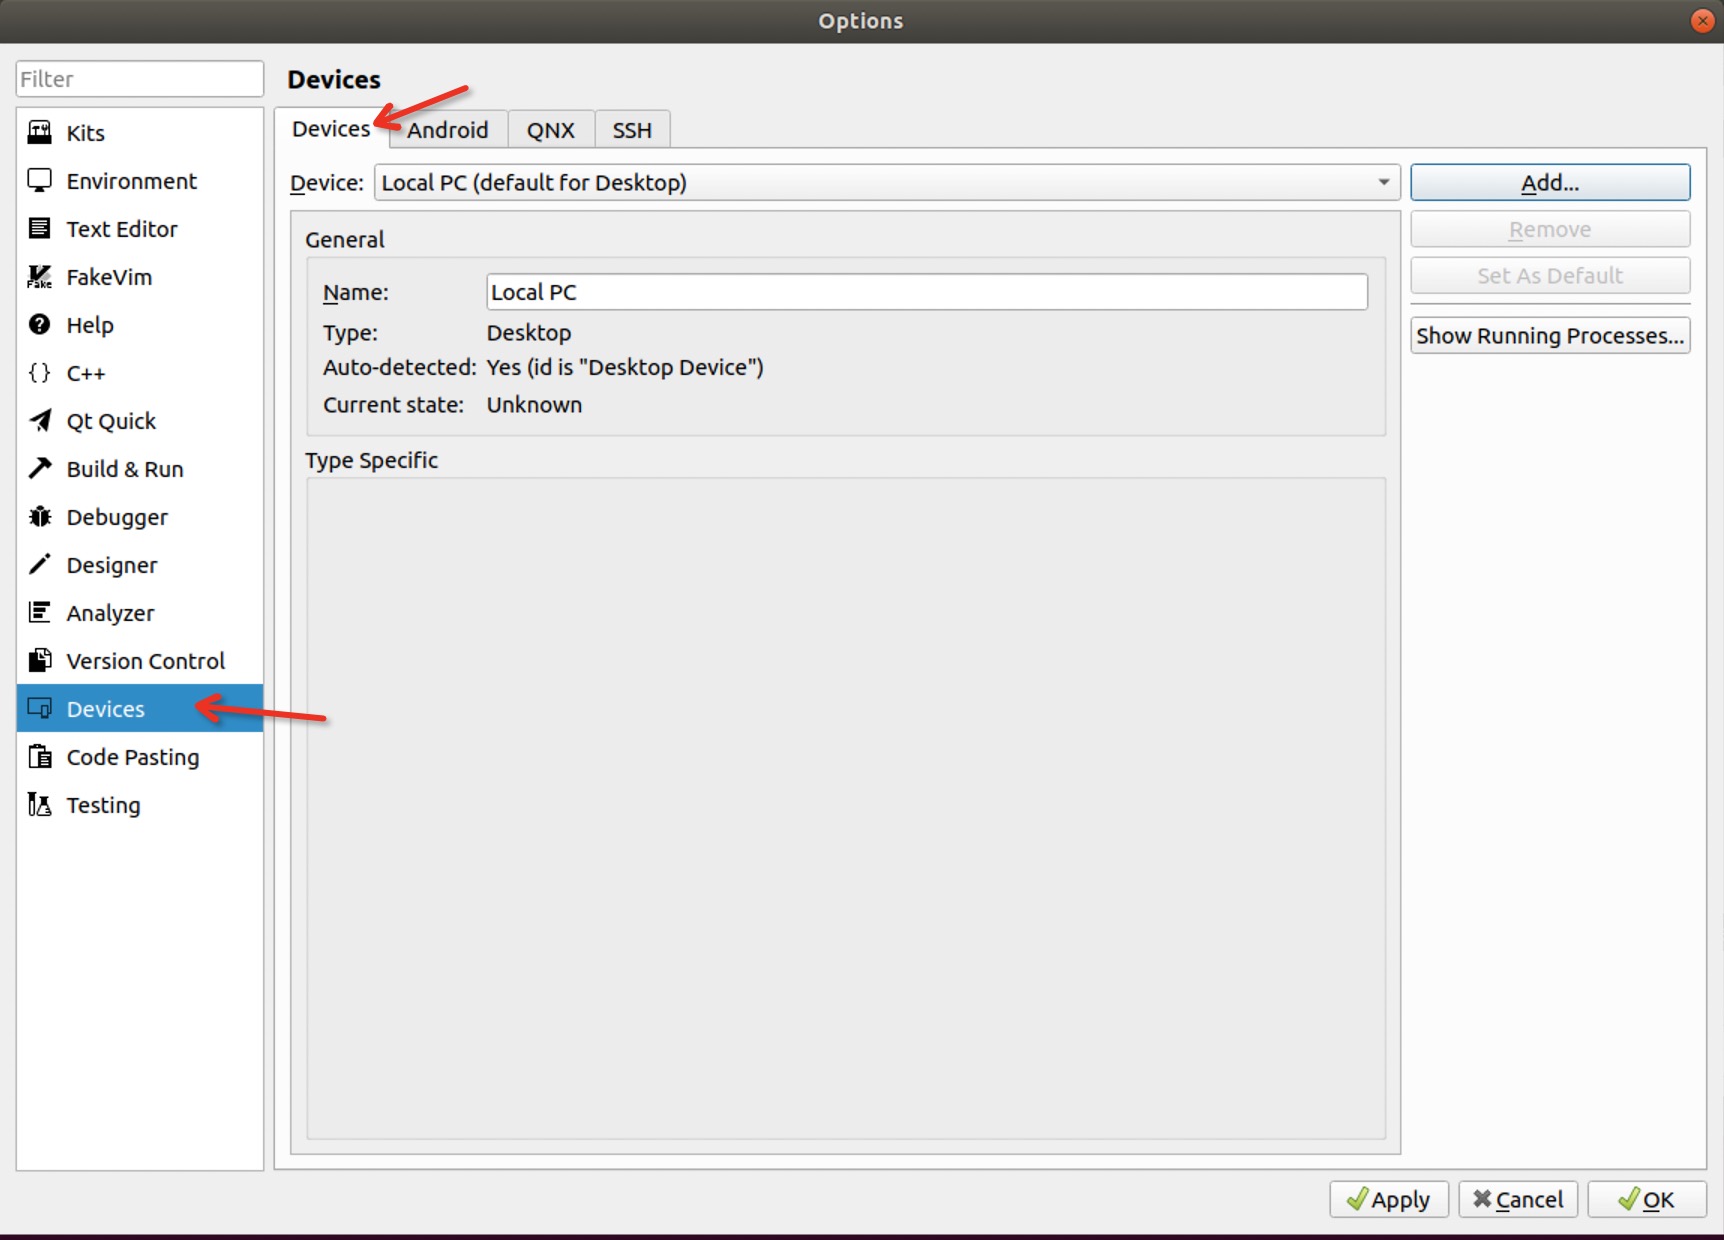 Options
Filter
Kits
Environment
Text Editor
FakeVim
Help
C++
Qt Quick
Build & Run
Debugger
Designer
Analyzer
Version Control
Devices
Code Pasting
Testing
Devices
Devices Android QNX SSH
Device: Local PC (default for Desktop)
Add...
Remove
Set As Default
Show Running Processes...
General
Name: Local PC
Type: Desktop
Auto-detected: Yes (id is "Desktop Device")
Current state: Unknown
Type Specific
Apply Cancel OK